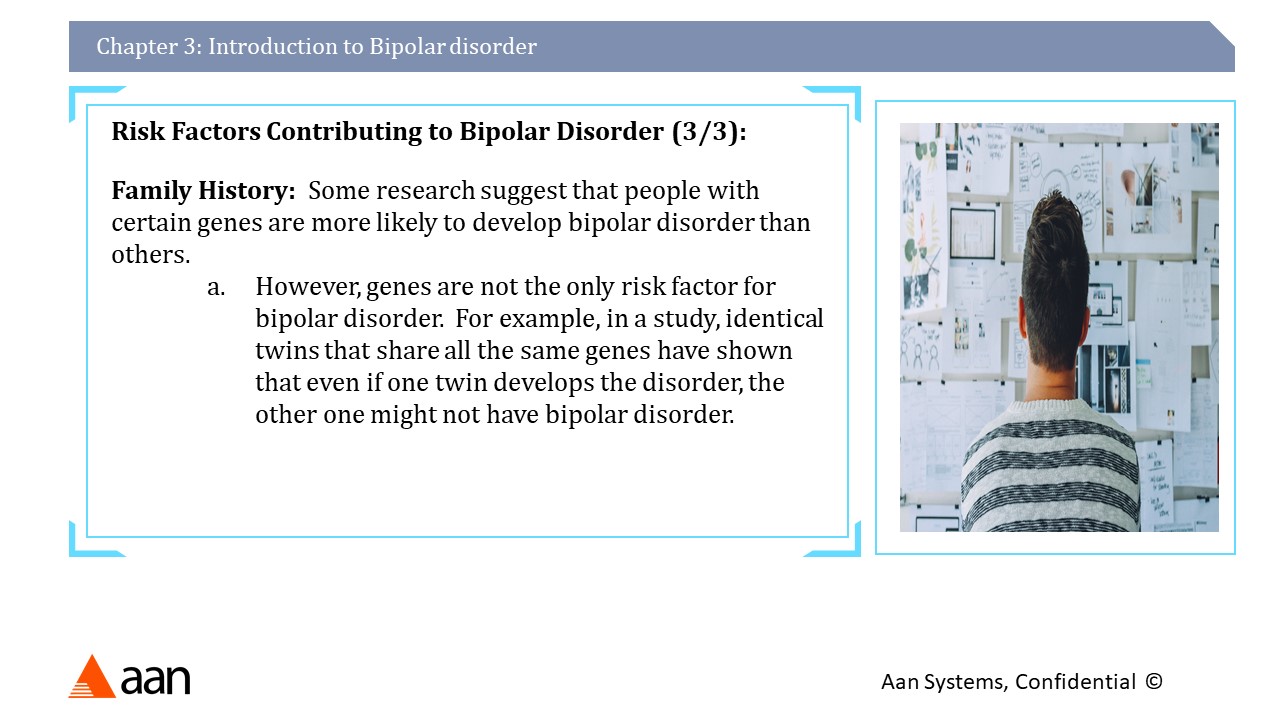 Chapter 3: Introduction to Bipolar disorder
Risk Factors Contributing to Bipolar Disorder (3/3):
Family History: Some research suggest that people with
certain genes are more likely to develop bipolar disorder than
others.
a. However, genes are not the only risk factor for
bipolar disorder. For example, in a study, identical
twins that share all the same genes have shown
that even if one twin develops the disorder, the
other one might not have bipolar disorder.
aan
Aan Systems, Confidential ©